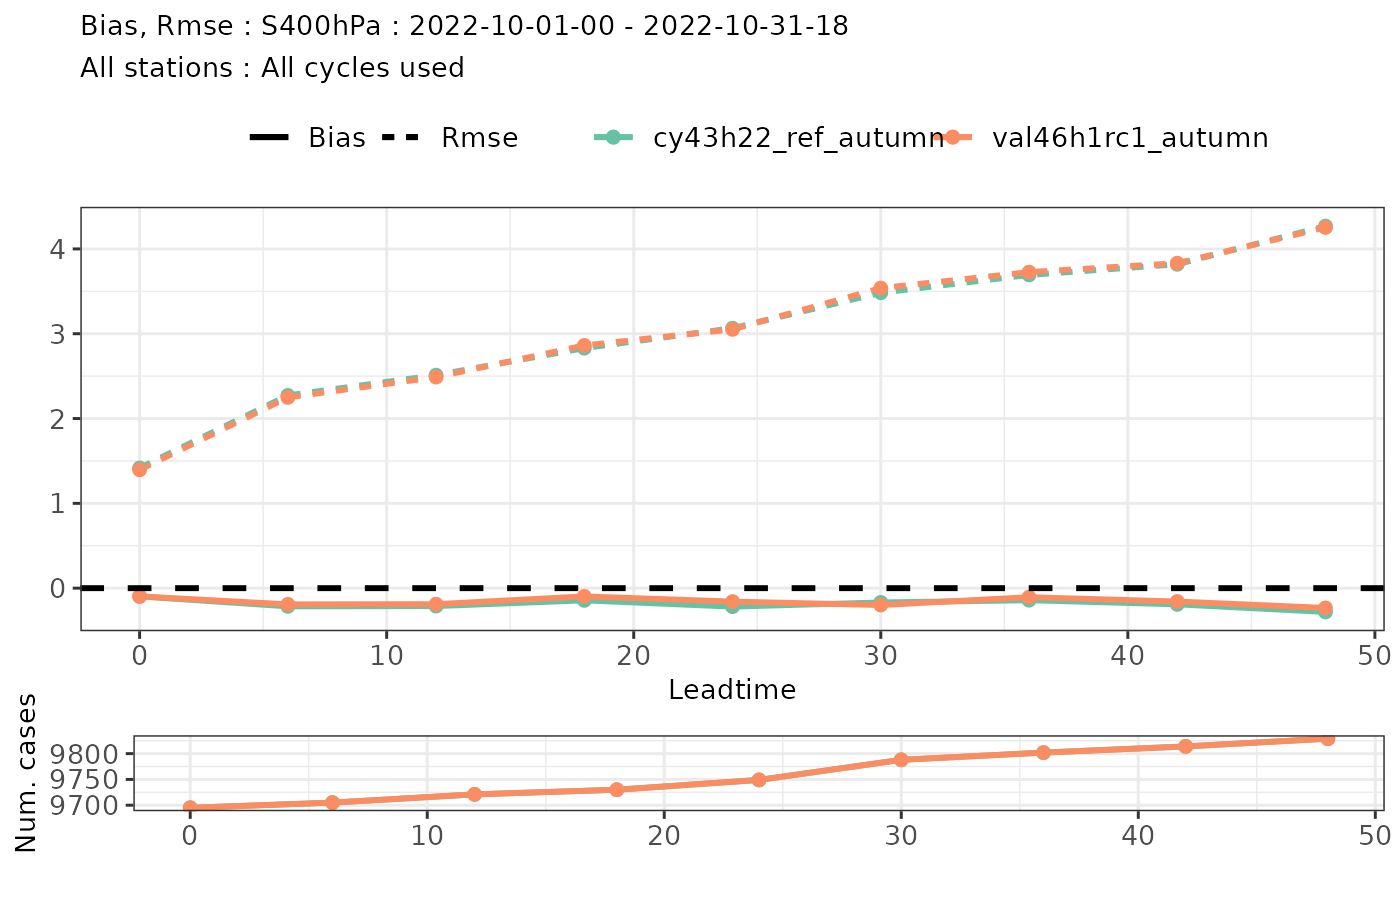 Bias, Rmse : S400hPa : 2022-10-01-00 - 2022-10-31-18
All stations : All cycles used
Bias Rmse cy43h22_ref_autumn val46h1rc1_autumn
4
3
2
1
0
0 10 20 30 40 50
Leadtime
Num. cases
9800
9750
9700
0 10 20 30 40 50